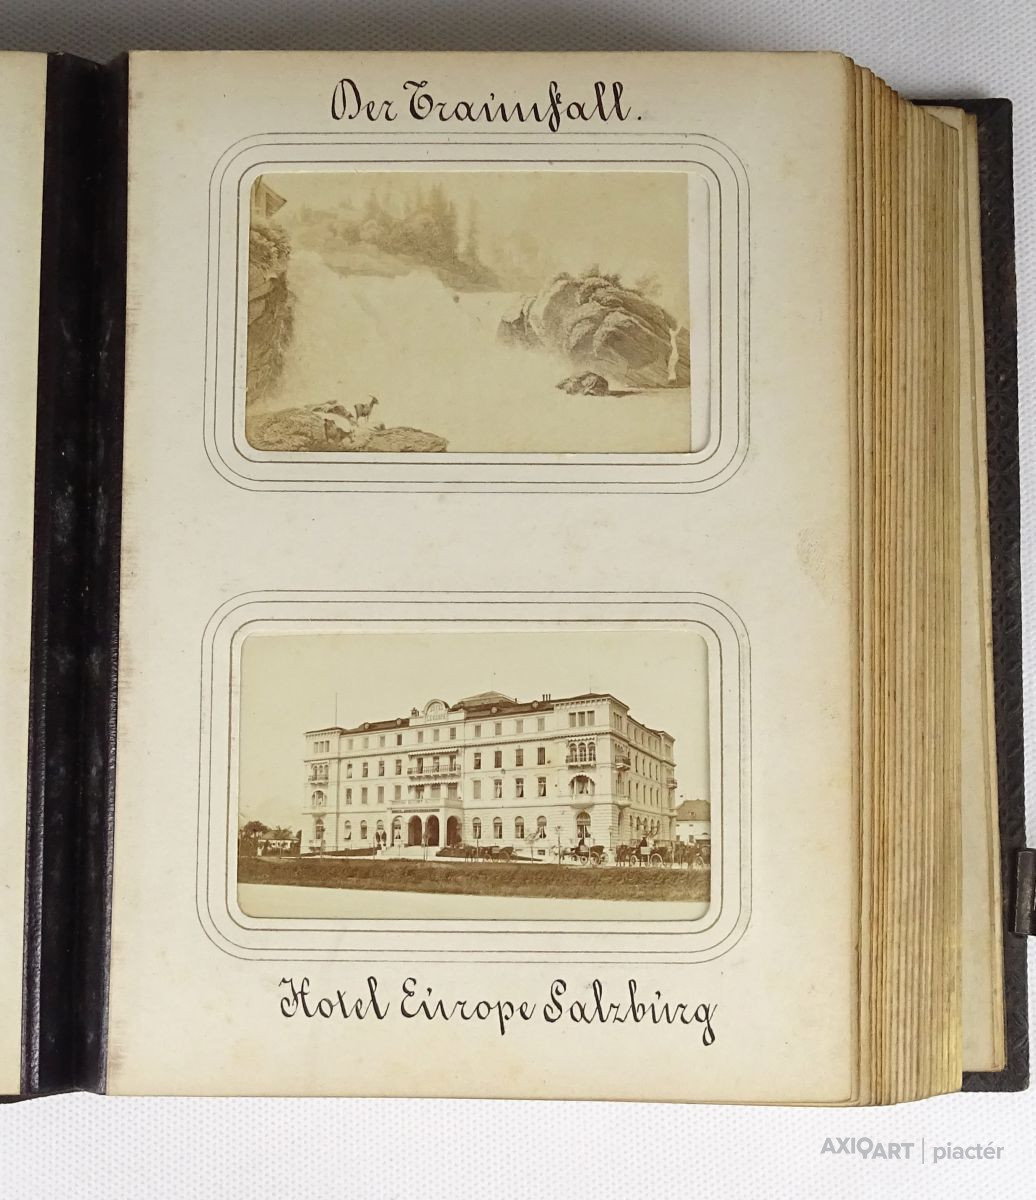 Der Traunfall.
Hotel Europe Salzburg
AXIOART | piactér